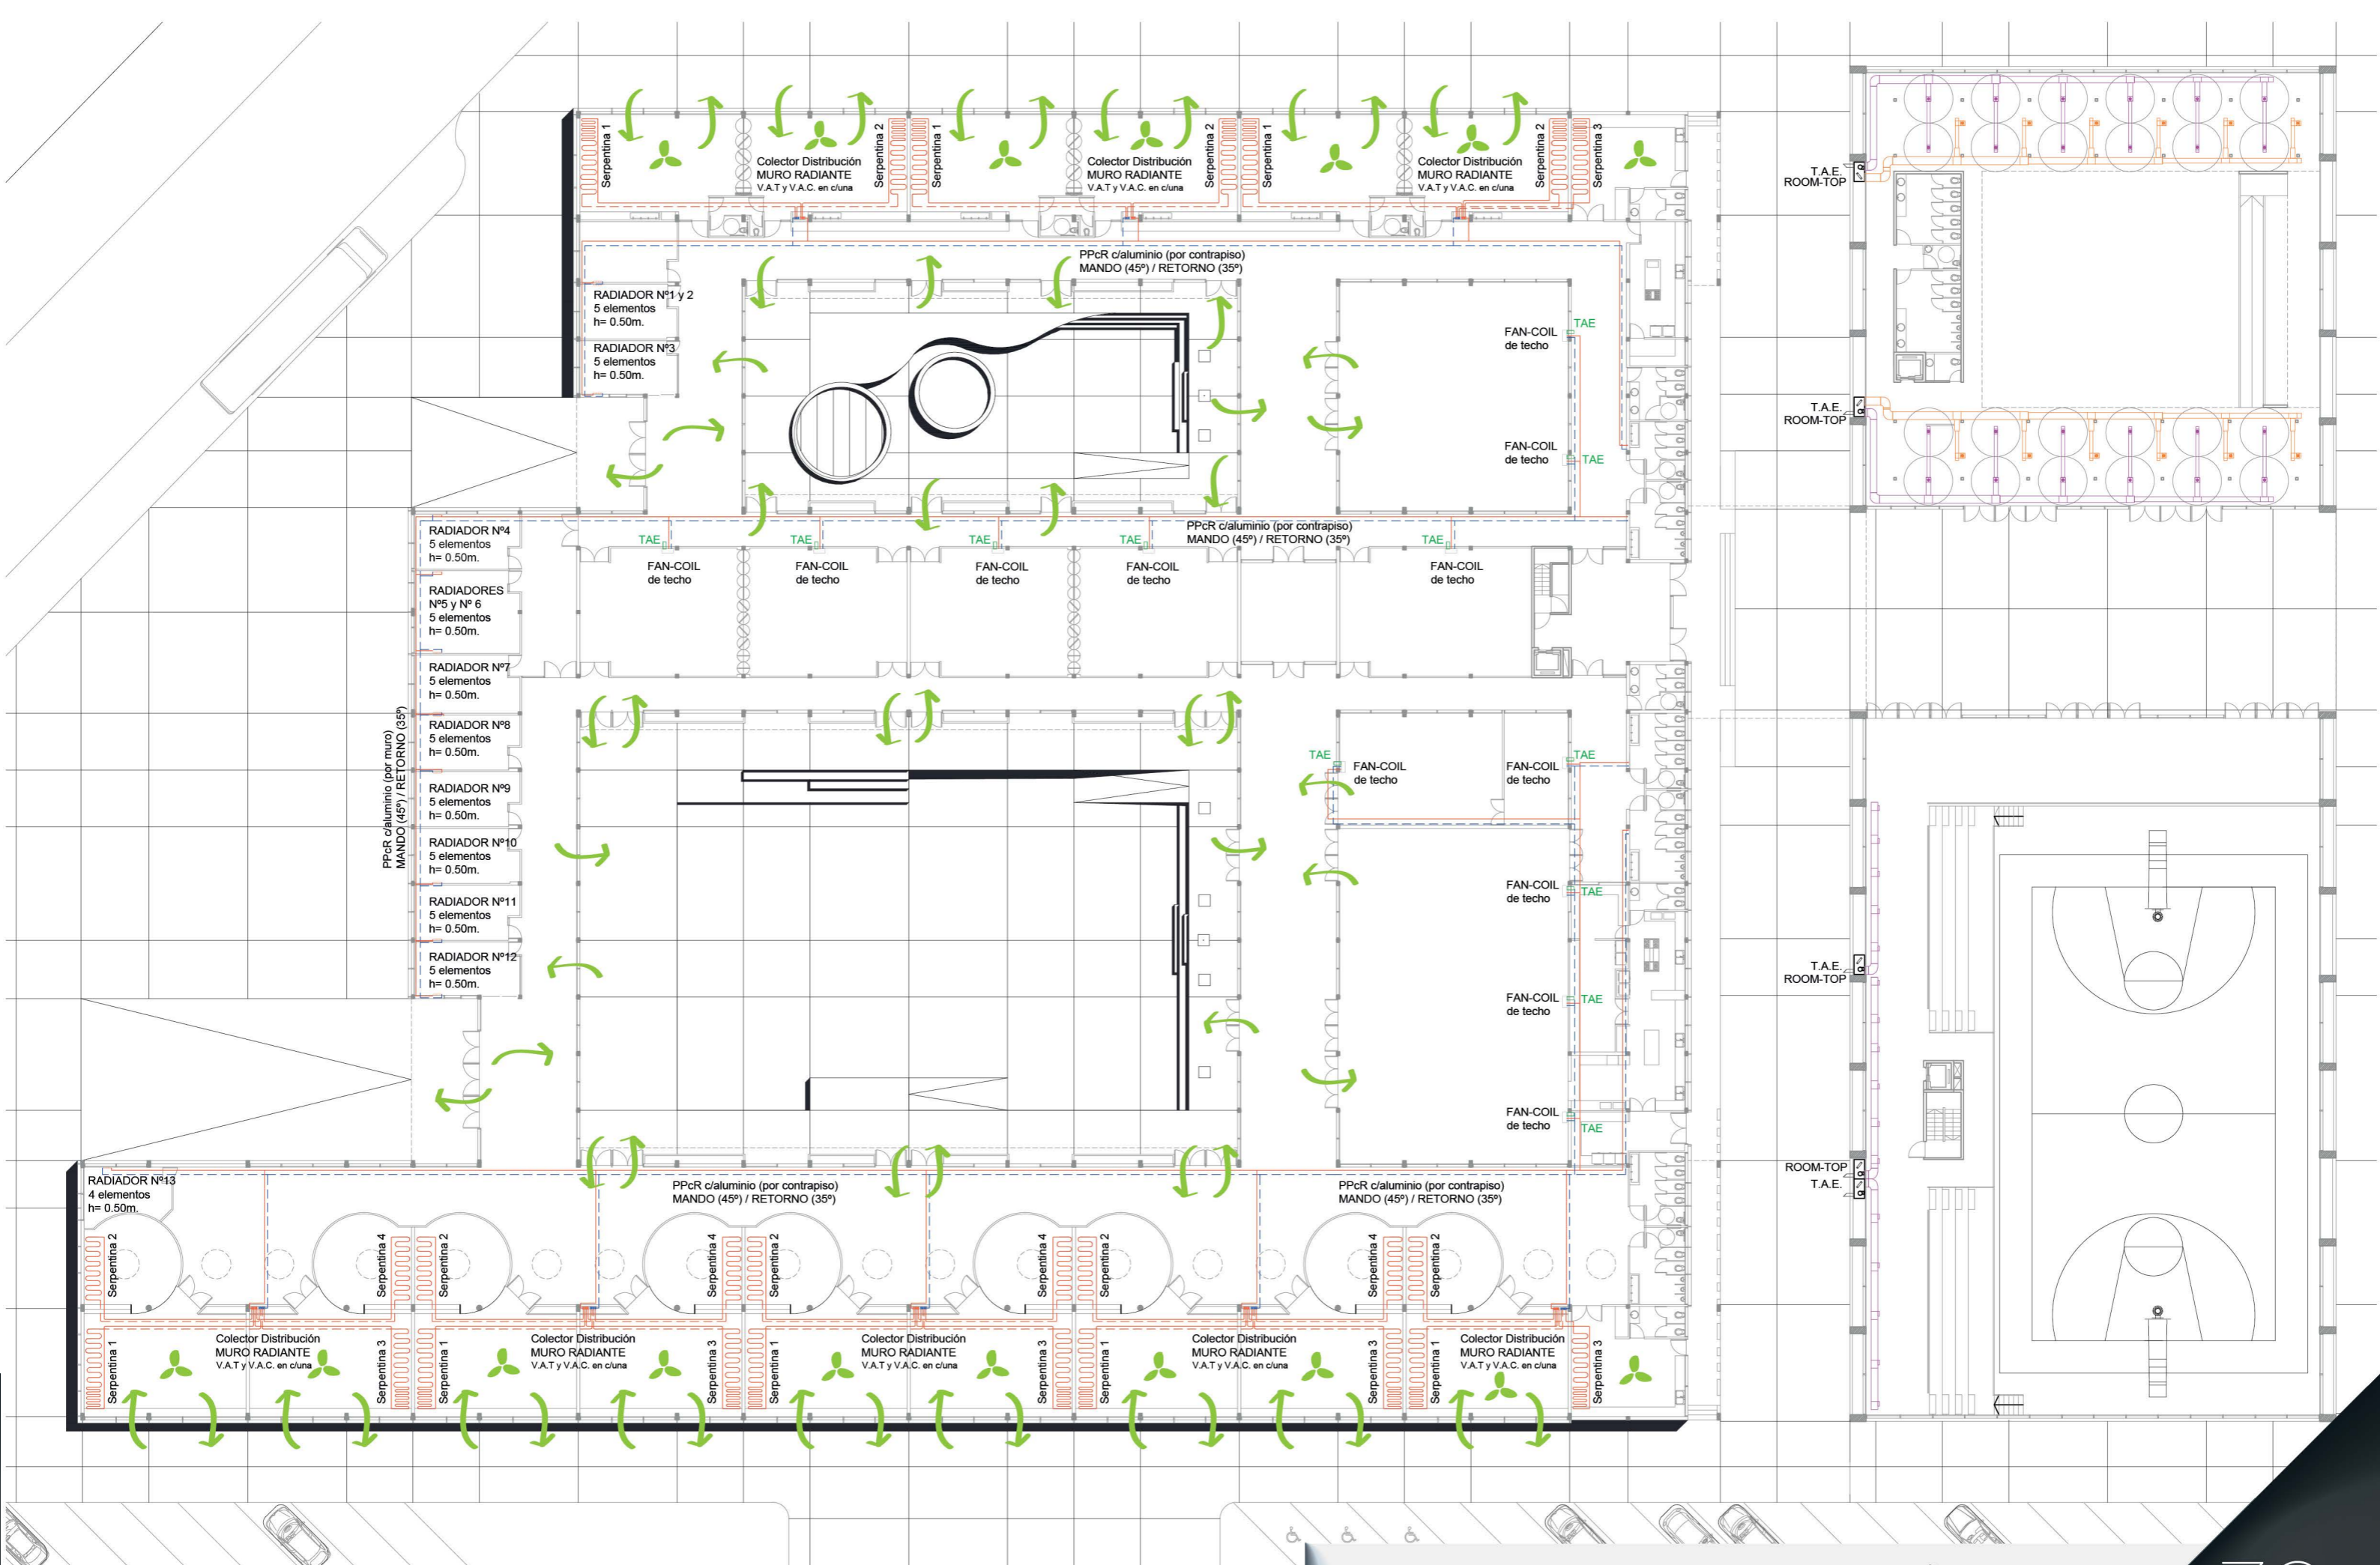 Serpentina 1
Colector Distribución
MURO RADIANTE
V.A.T y V.A.C. en c/una
Serpentina 2
Serpentina 1
Colector Distribución
MURO RADIANTE
V.A.T y V.A.C. en c/una
Serpentina 2
Serpentina 1
Colector Distribución
MURO RADIANTE
V.A.T y V.A.C. en c/una
Serpentina 2
Serpentina 3
T.A.E.
ROOM-TOP
PPcR c/aluminio (por contrapiso)
MANDO (45º) / RETORNO (35º)
RADIADOR Nº1 y 2
5 elementos
h= 0.50m.
RADIADOR Nº3
5 elementos
h= 0.50m.
FAN-COIL
de techo
TAE
FAN-COIL
de techo
TAE
T.A.E.
ROOM-TOP
PPcR c/aluminio (por contrapiso)
MANDO (45º) / RETORNO (35º)
TAE
TAE
TAE
TAE
TAE
FAN-COIL
de techo
FAN-COIL
de techo
FAN-COIL
de techo
FAN-COIL
de techo
FAN-COIL
de techo
RADIADOR Nº4
5 elementos
h= 0.50m.
RADIADORES
Nº5 y Nº 6
5 elementos
h= 0.50m.
RADIADOR Nº7
5 elementos
h= 0.50m.
RADIADOR Nº8
5 elementos
h= 0.50m.
RADIADOR Nº9
5 elementos
h= 0.50m.
RADIADOR Nº10
5 elementos
h= 0.50m.
RADIADOR Nº11
5 elementos
h= 0.50m.
RADIADOR Nº12
5 elementos
h= 0.50m.
PPcR c/aluminio (por muro)
MANDO (45º) / RETORNO (35º)
TAE
FAN-COIL
de techo
FAN-COIL
de techo
TAE
FAN-COIL
de techo
TAE
FAN-COIL
de techo
TAE
FAN-COIL
de techo
TAE
T.A.E.
ROOM-TOP
ROOM-TOP
T.A.E.
RADIADOR Nº13
4 elementos
h= 0.50m.
PPcR c/aluminio (por contrapiso)
MANDO (45º) / RETORNO (35º)
PPcR c/aluminio (por contrapiso)
MANDO (45º) / RETORNO (35º)
Serpentina 2
Serpentina 4
Serpentina 2
Serpentina 4
Serpentina 2
Serpentina 4
Serpentina 2
Serpentina 4
Serpentina 2
Serpentina 1
Colector Distribución
MURO RADIANTE
V.A.T y V.A.C. en c/una
Serpentina 3
Serpentina 1
Colector Distribución
MURO RADIANTE
V.A.T y V.A.C. en c/una
Serpentina 3
Serpentina 1
Colector Distribución
MURO RADIANTE
V.A.T y V.A.C. en c/una
Serpentina 3
Serpentina 1
Colector Distribución
MURO RADIANTE
V.A.T y V.A.C. en c/una
Serpentina 3
Serpentina 1
Colector Distribución
MURO RADIANTE
V.A.T y V.A.C. en c/una
Serpentina 3